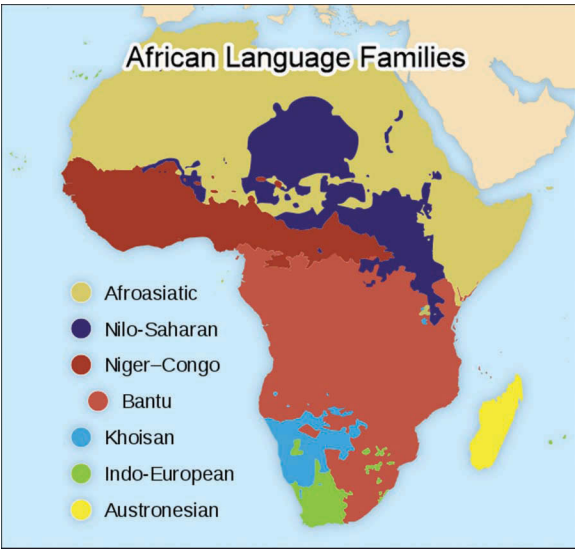 African Language Families
Afroasiatic
Nilo-Saharan
Niger–Congo
Bantu
Khoisan
Indo-European
Austronesian